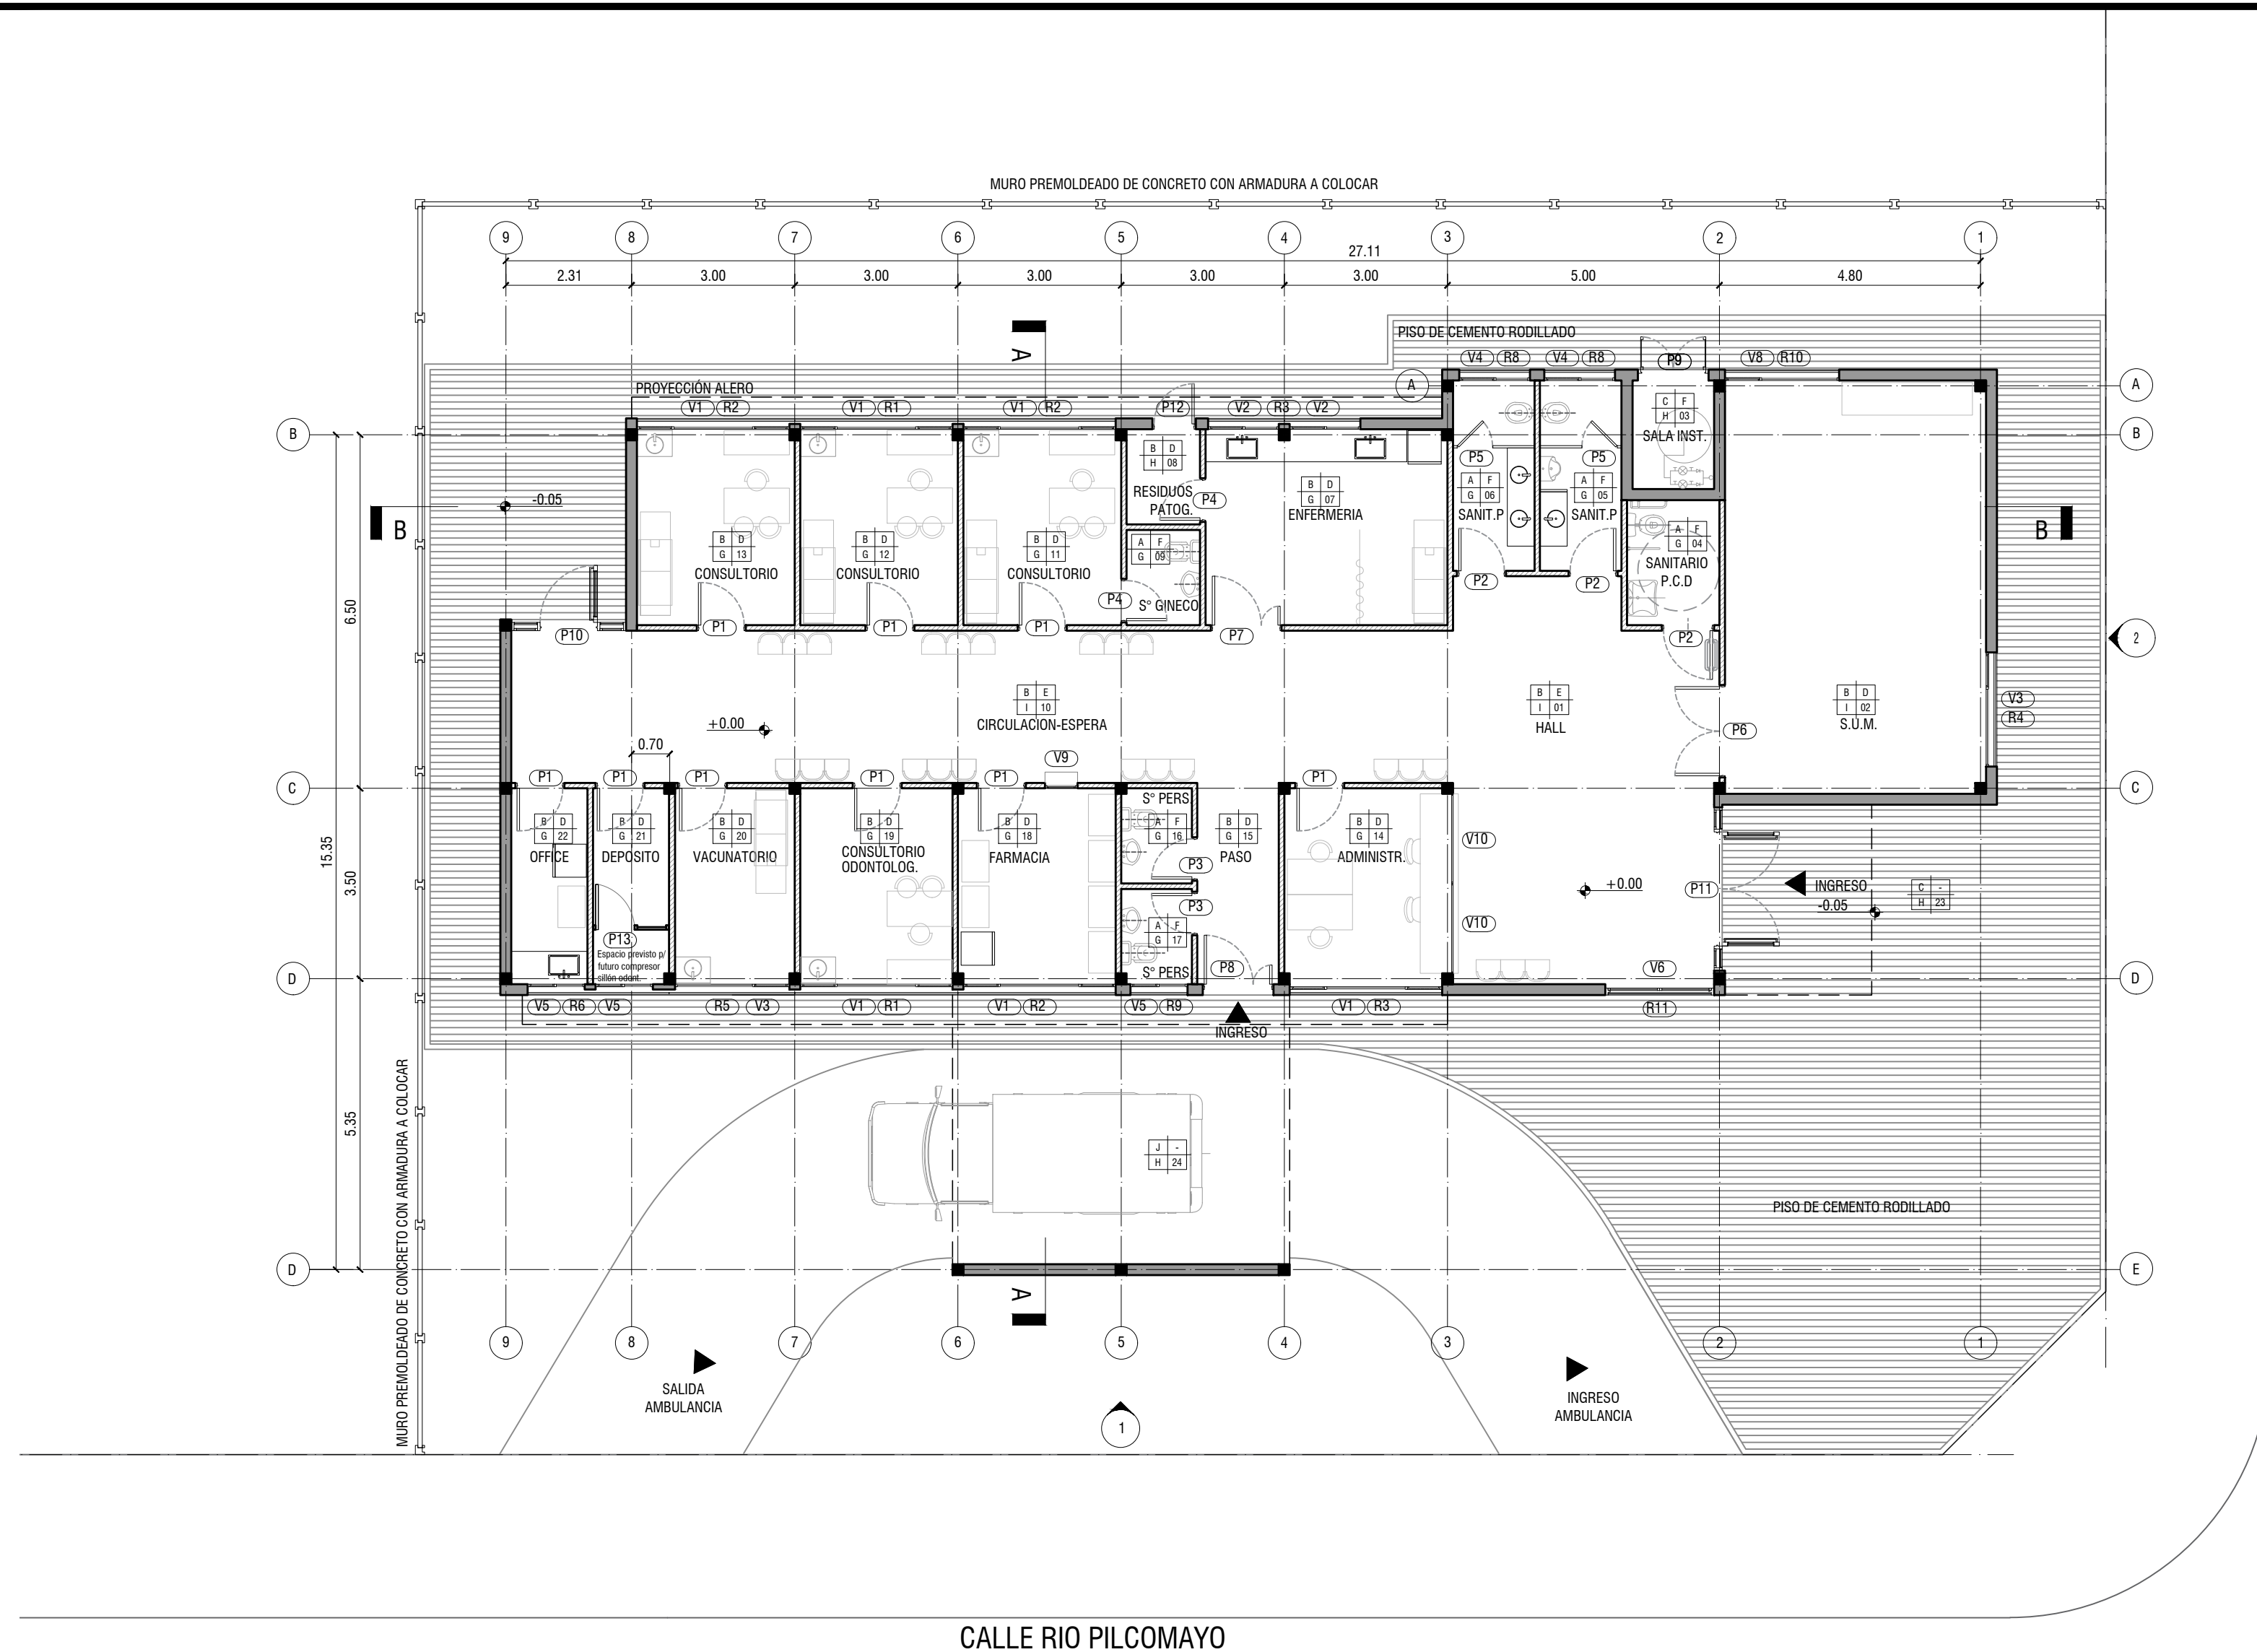 MURO PREMOLDEADO DE CONCRETO CON ARMADURA A COLOCAR
9 8 7 6 5 4 3 2 1
27.11
2.31 3.00 3.00 3.00 3.00 3.00 5.00 4.80
A
PISO DE CEMENTO RODILLADO
V4 R8 V4 R8 P9 V8 R10
PROYECCIÓN ALERO
A A
V1 R2 V1 R1 V1 R2 P12 V2 R3 V2
C F
H 03
SALA INST.
B B
B D
H 08
RESIDUOS
PATOG.
P4
B D
G 07
ENFERMERIA
P5 P5
A F
G 06
SANIT.P
A F
G 05
SANIT.P
-0.05
B B
A F
G 04
SANITARIO
P.C.D
B D
G 13
CONSULTORIO
B D
G 12
CONSULTORIO
B D
G 11
CONSULTORIO
A F
G 09
S° GINECO
P4
P2 P2
6.50
P10 P1 P1 P1 P7 P2
2
B E
I 10
CIRCULACION-ESPERA
B E
I 01
HALL
B D
I 02
S.U.M.
V3
R4
+0.00
P6
0.70
V9
P1 P1 P1 P1 P1 P1
C C
15.35
3.50
B D
G 22
OFFICE
B D
G 21
DEPOSITO
B D
G 20
VACUNATORIO
B D
G 19
CONSULTORIO
ODONTOLOG.
B D
G 18
FARMACIA
S° PERS
A F
G 16
P3
B D
G 15
PASO
B D
G 14
ADMINISTR.
V10
+0.00
P11
INGRESO
-0.05
C -
H 23
P3
V10
A F
G 17
S° PERS
P13
Espacio previsto p/
futuro compresor
sillón odont.
P8
V6
D D
V5 R6 V5 R5 V3 V1 R1 V1 R2 V5 R9 V1 R3 R11
INGRESO
MURO PREMOLDEADO DE CONCRETO CON ARMADURA A COLOCAR
5.35
J -
H 24
PISO DE CEMENTO RODILLADO
D E
A
9 8 7 6 5 4 3 2 1
SALIDA
AMBULANCIA
1
INGRESO
AMBULANCIA
CALLE RIO PILCOMAYO